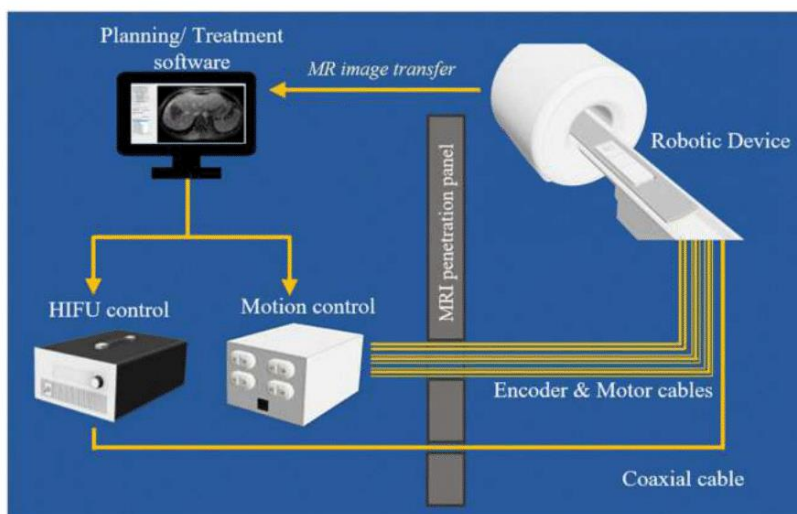 Planning/ Treatment
software
MR image transfer
Robotic Device
MRI penetration panel
HIFU control
Motion control
Encoder & Motor cables
Coaxial cable